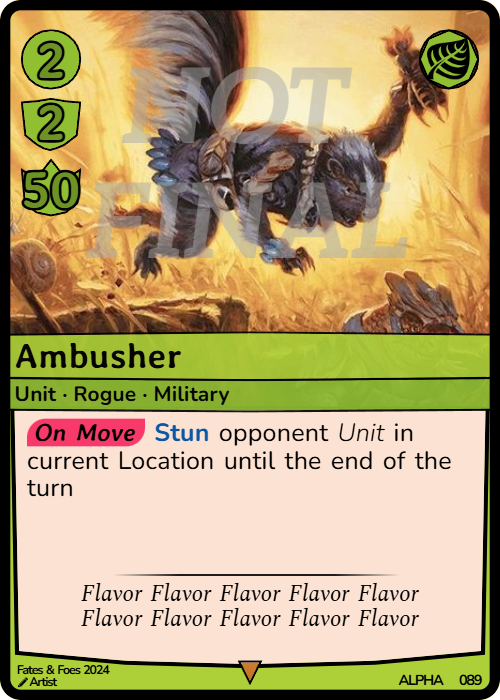 2
2
50
NOT
FINAL
Ambusher
Unit · Rogue · Military
On Move Stun opponent Unit in
current Location until the end of the
turn
Flavor Flavor Flavor Flavor Flavor
Flavor Flavor Flavor Flavor Flavor
Fates & Foes 2024
Artist
ALPHA 089